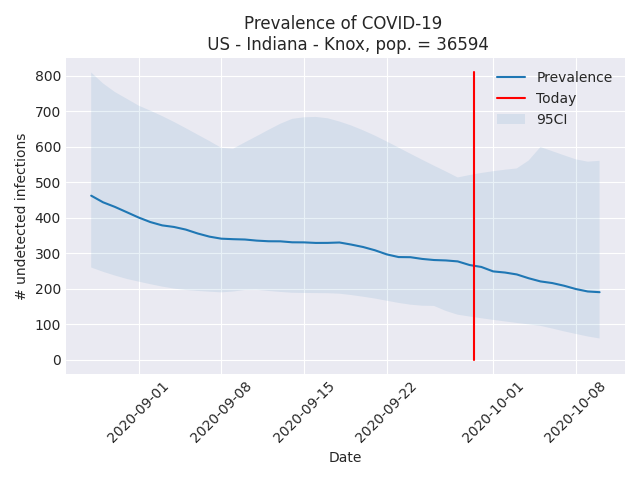 Prevalence of COVID-19
US - Indiana - Knox, pop. = 36594
Prevalence
Today
95CI
# undetected infections
800
700
600
500
400
300
200
100
0
2020-09-01
2020-09-08
2020-09-15
2020-09-22
2020-10-01
2020-10-08
Date